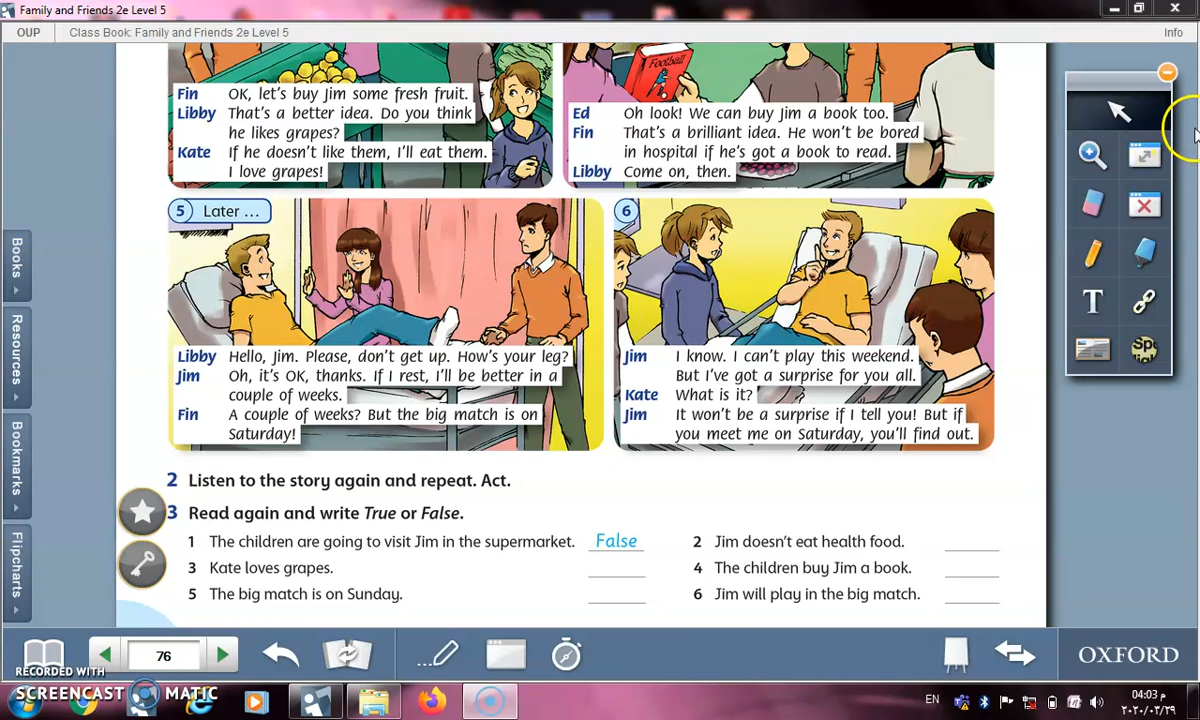 Family and Friends 2e Level 5
OUP
Class Book: Family and Friends 2e Level 5
Info
Books
Resources
Bookmarks
Flipcharts
Fin OK, let's buy Jim some fresh fruit.
Libby That's a better idea. Do you think
he likes grapes?
Kate If he doesn't like them, I'll eat them.
I love grapes!
Football
Ed Oh look! We can buy Jim a book too.
Fin That's a brilliant idea. He won't be bored
in hospital if he's got a book to read.
Libby Come on, then.
5 Later ...
Libby Hello, Jim. Please, don't get up. How's your leg?
Jim Oh, it's OK, thanks. If I rest, I'll be better in a
couple of weeks.
Fin A couple of weeks? But the big match is on
Saturday!
6
Jim I know. I can't play this weekend.
But I've got a surprise for you all.
Kate What is it?
Jim It won't be a surprise if I tell you! But if
you meet me on Saturday, you'll find out.
2 Listen to the story again and repeat. Act.
3 Read again and write True or False.
1 The children are going to visit Jim in the supermarket. False
2 Jim doesn't eat health food.
3 Kate loves grapes.
4 The children buy Jim a book.
5 The big match is on Sunday.
6 Jim will play in the big match.
T
76
OXFORD
RECORDED WITH
SCREENCAST MATIC
EN
04:03 م
٢٠٢٠/٠٣/٢٩